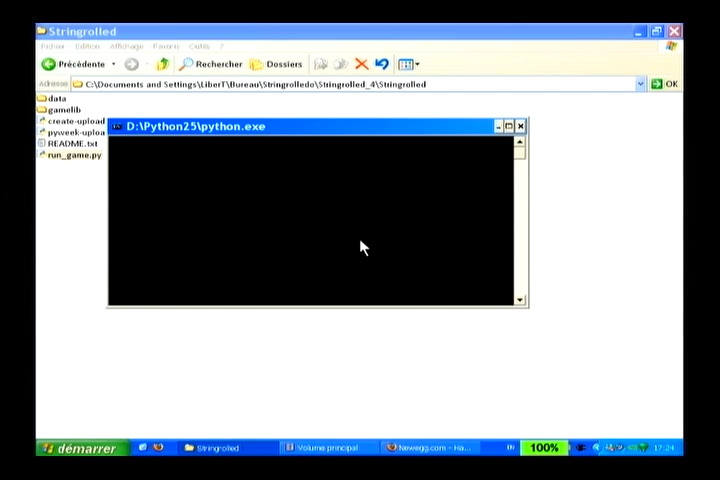 Stringrolled
Fichier Edition Affichage Favoris Outils ?
Précédente Rechercher Dossiers
Adresse C:\Documents and Settings\LiberT\Bureau\Stringrolledo\Stringrolled_4\Stringrolled OK
data
gamelib
create-upload
pyweek-uploa
README.txt
run_game.py
D:\Python25\python.exe
démarrer Stringrolled Volume principal Newegg.com - Ha... 100% 17:24